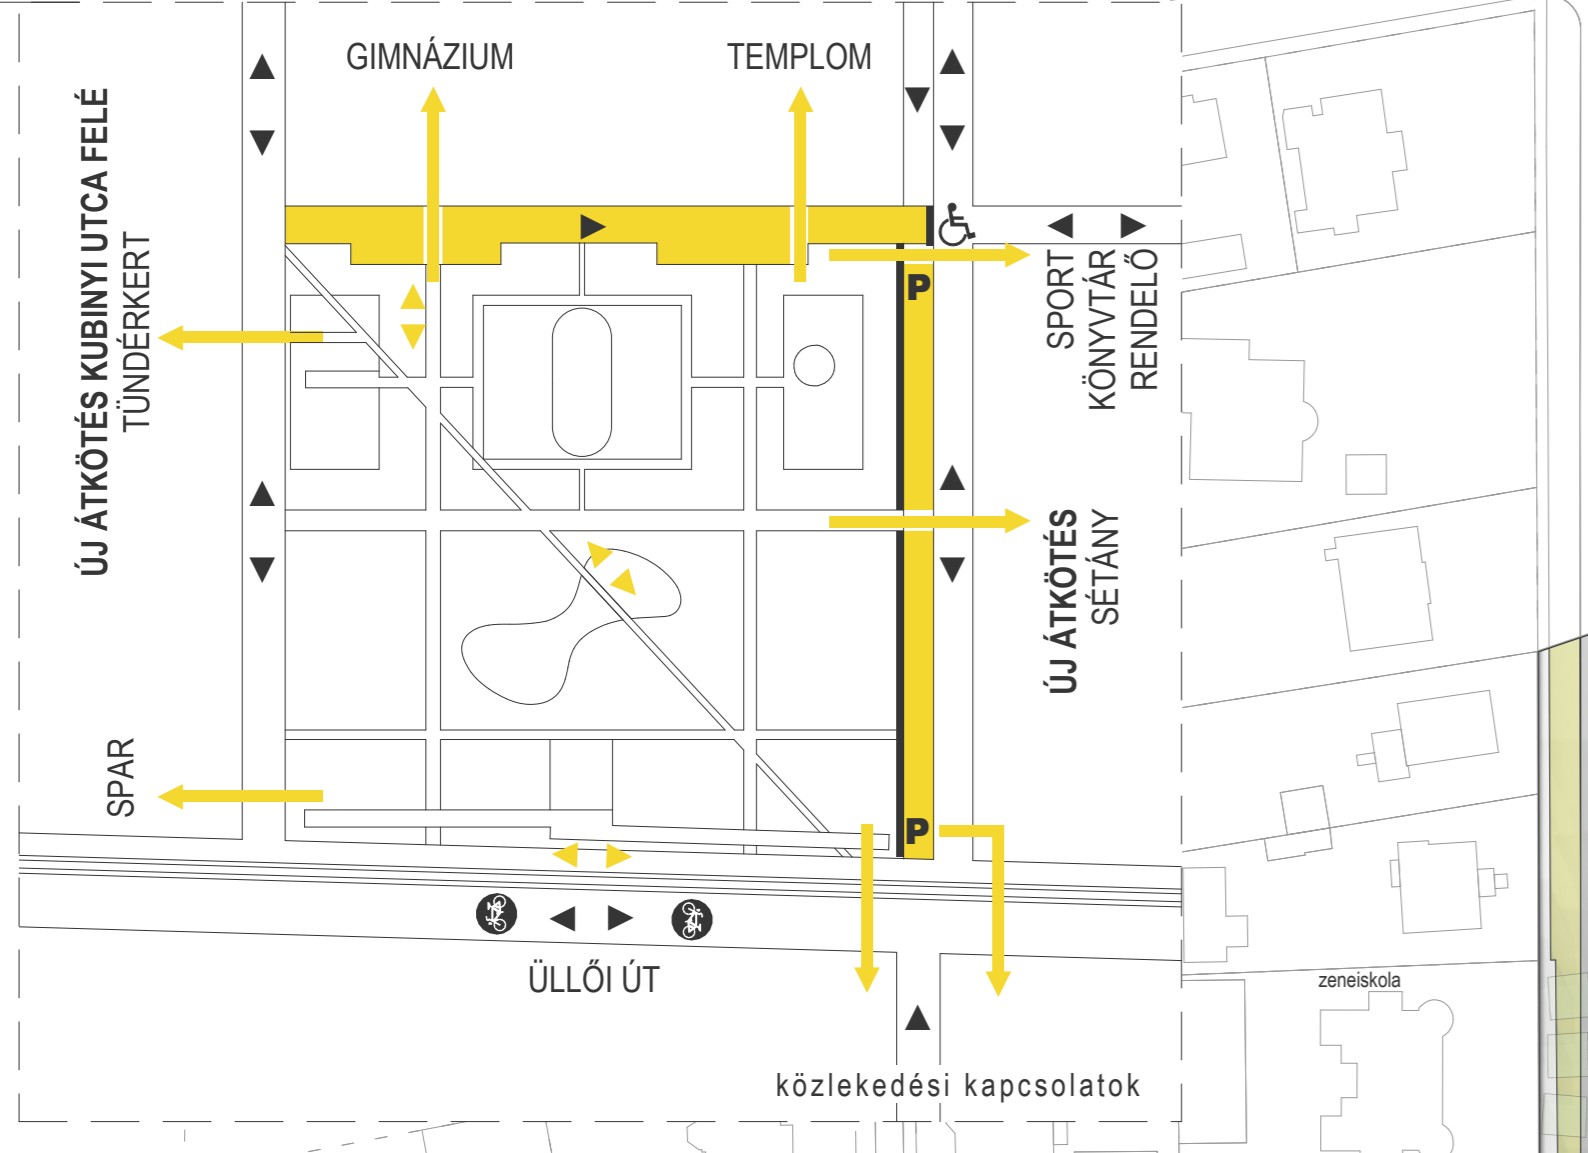 GIMNÁZIUM
TEMPLOM
ÚJ ÁTKÖTÉS KUBINYI UTCA FELÉ
TÜNDÉRKERT
P
SPORT
KÖNYVTÁR
RENDELŐ
ÚJ ÁTKÖTÉS
SÉTÁNY
SPAR
P
ÜLLŐI ÚT
zeneiskola
közlekedési kapcsolatok